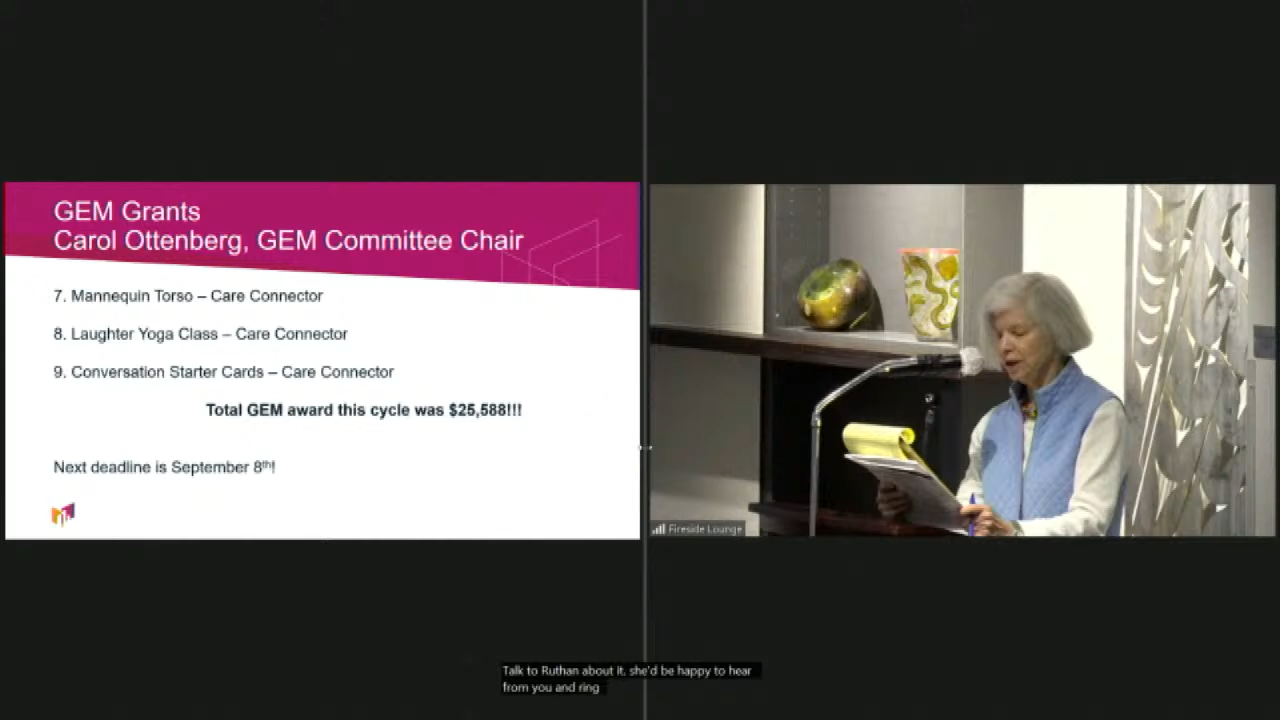 GEM Grants
Carol Ottenberg, GEM Committee Chair
7. Mannequin Torso – Care Connector
8. Laughter Yoga Class – Care Connector
9. Conversation Starter Cards – Care Connector
Total GEM award this cycle was $25,588!!!
Next deadline is September 8th!
Fireside Lounge
Talk to Ruthan about it, she'd be happy to hear
from you and ring